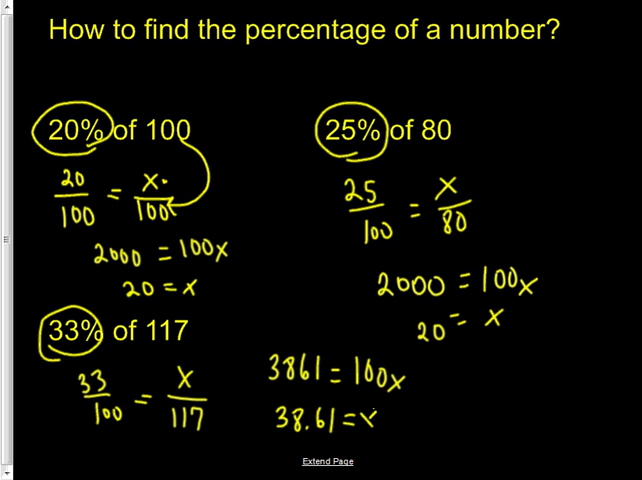 How to find the percentage of a number?
20% of 100
20/100 = x/100
2000 = 100x
20 = x
25% of 80
25/100 = x/80
2000 = 100x
20 = x
33% of 117
33/100 = x/117
3861 = 100x
38.61 = x
Extend Page